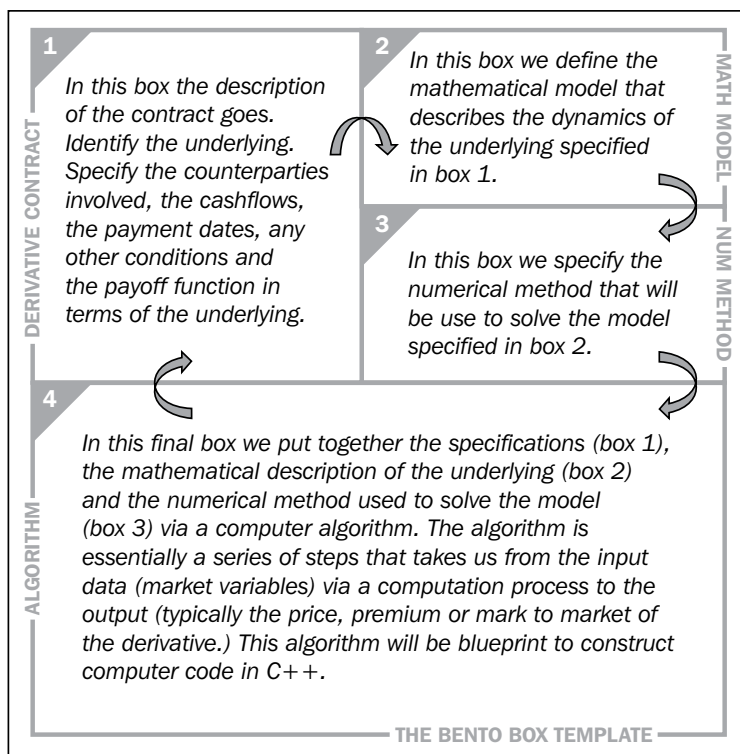 1
In this box the description
of the contract goes.
Identify the underlying.
Specify the counterparties
involved, the cashflows,
the payment dates, any
other conditions and
the payoff function in
terms of the underlying.
DERIVATIVE CONTRACT
2
In this box we define the
mathematical model that
describes the dynamics of
the underlying specified
in box 1.
MATH MODEL
3
In this box we specify the
numerical method that will
be use to solve the model
specified in box 2.
NUM METHOD
4
In this final box we put together the specifications (box 1),
the mathematical description of the underlying (box 2)
and the numerical method used to solve the model
(box 3) via a computer algorithm. The algorithm is
essentially a series of steps that takes us from the input
data (market variables) via a computation process to the
output (typically the price, premium or mark to market of
the derivative.) This algorithm will be blueprint to construct
computer code in C++.
ALGORITHM
THE BENTO BOX TEMPLATE